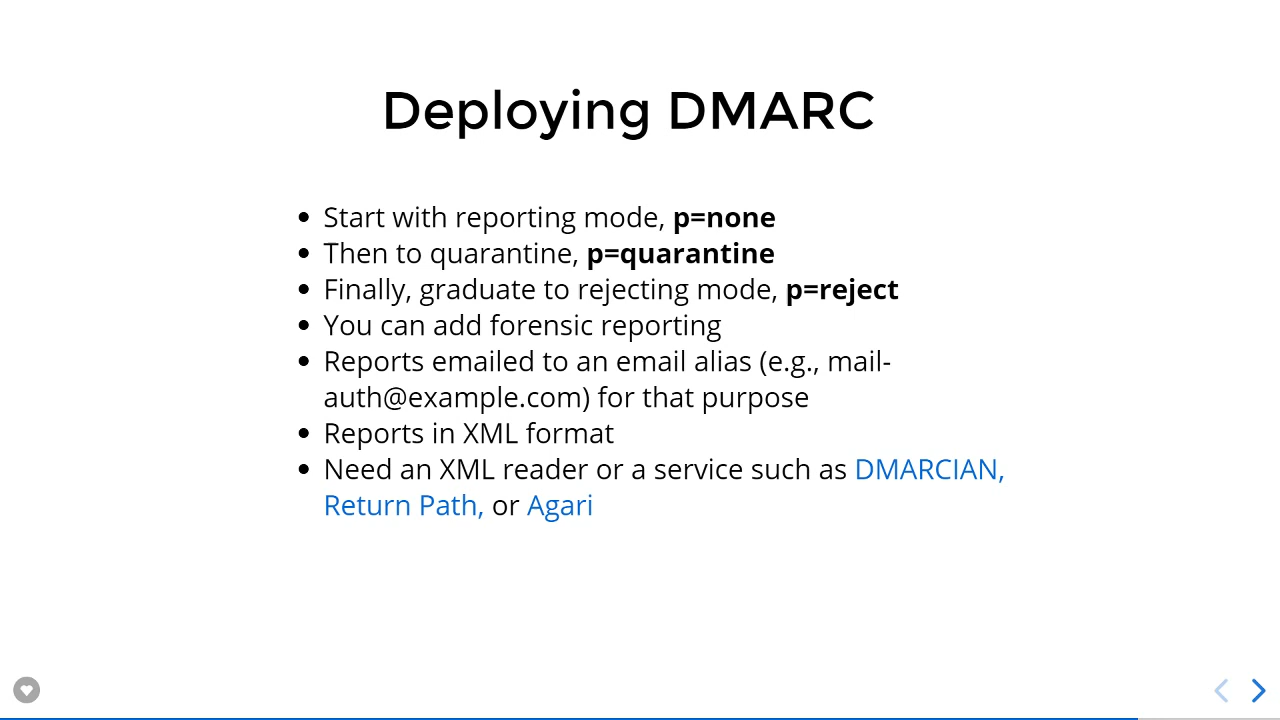 Deploying DMARC
Start with reporting mode, p=none
Then to quarantine, p=quarantine
Finally, graduate to rejecting mode, p=reject
You can add forensic reporting
Reports emailed to an email alias (e.g., mail-
auth@example.com) for that purpose
Reports in XML format
Need an XML reader or a service such as DMARCIAN,
Return Path, or Agari